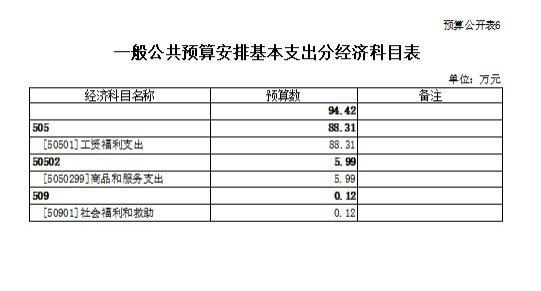 预算公开表6
一般公共预算安排基本支出分经济科目表
单位：万元
经济科目名称 预算数 备注
94.42
505 88.31
[50501]工资福利支出 88.31
50502 5.99
[5050299]商品和服务支出 5.99
509 0.12
[50901]社会福利和救助 0.12